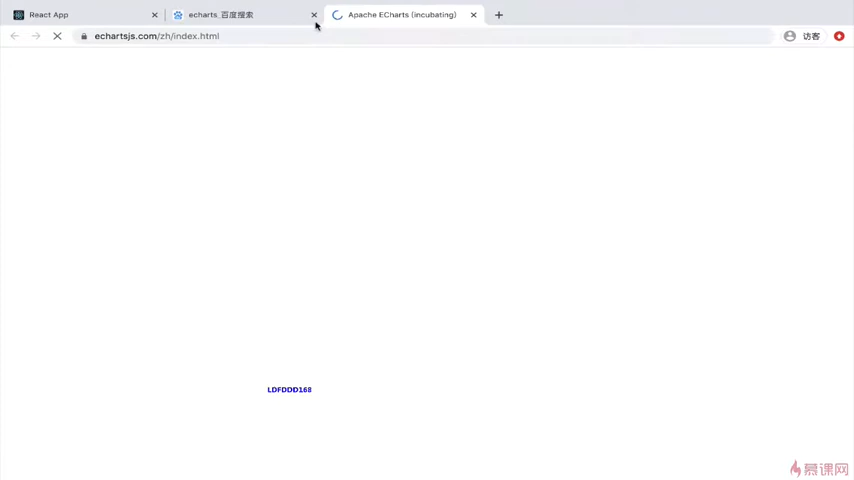 React App
echarts_百度搜索
Apache ECharts (incubating)
echartsjs.com/zh/index.html
访客
LDFDDD168
慕课网